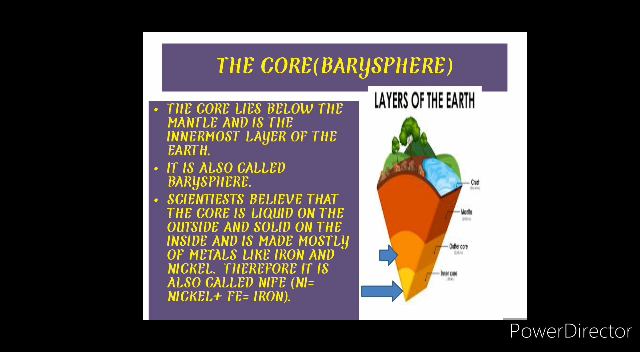 THE CORE(BARYSPHERE)
• THE CORE LIES BELOW THE
MANTLE AND IS THE
INNERMOST LAYER OF THE
EARTH.
• IT IS ALSO CALLED
BARYSPHERE.
• SCIENTIESTS BELIEVE THAT
THE CORE IS LIQUID ON THE
OUTSIDE AND SOLID ON THE
INSIDE AND IS MADE MOSTLY
OF METALS LIKE IRON AND
NICKEL. THEREFORE IT IS
ALSO CALLED NIFE (NI=
NICKEL+ FE= IRON).
LAYERS OF THE EARTH
Crust
Mantle
Outer core
Inner core
PowerDirector